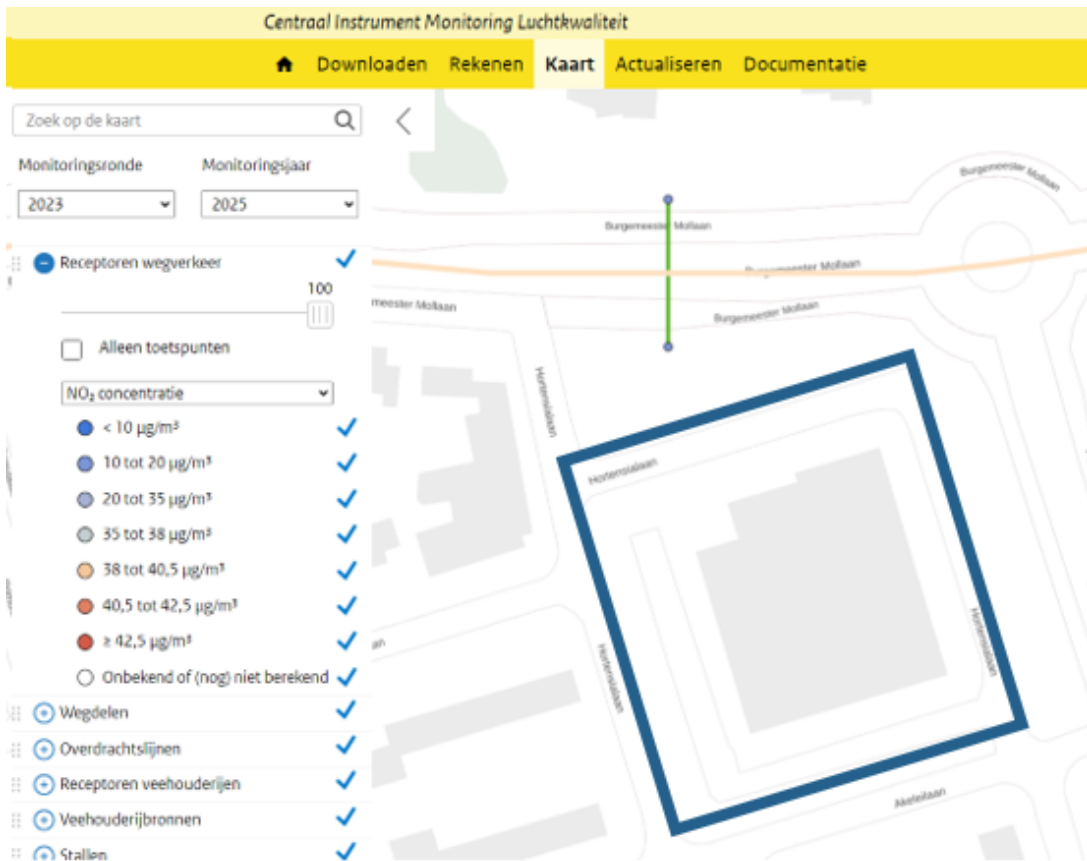 Centraal Instrument Monitoring Luchtkwaliteit
Downloaden Rekenen Kaart Actualiseren Documentatie
Zoek op de kaart
Monitoringsronde Monitoringsjaar
2023 2025
Receptoren wegverkeer
100
Alleen toetspunten
NO₂ concentratie
< 10 µg/m³
10 tot 20 µg/m³
20 tot 35 µg/m³
35 tot 38 µg/m³
38 tot 40,5 µg/m³
40,5 tot 42,5 µg/m³
≥ 42,5 µg/m³
Onbekend of (nog) niet berekend
Wegdelen
Overdrachtslijnen
Receptoren veehouderijen
Veehouderijbronnen
Stallen
Burgemeester Mollaan
Burgemeester Mollaan
Burgemeester Mollaan
meester Mollaan
Burgemeester Mollaan
Hortensialaan
Hortensialaan
Hortensialaan
Hortensialaan
an
Akeleilaan